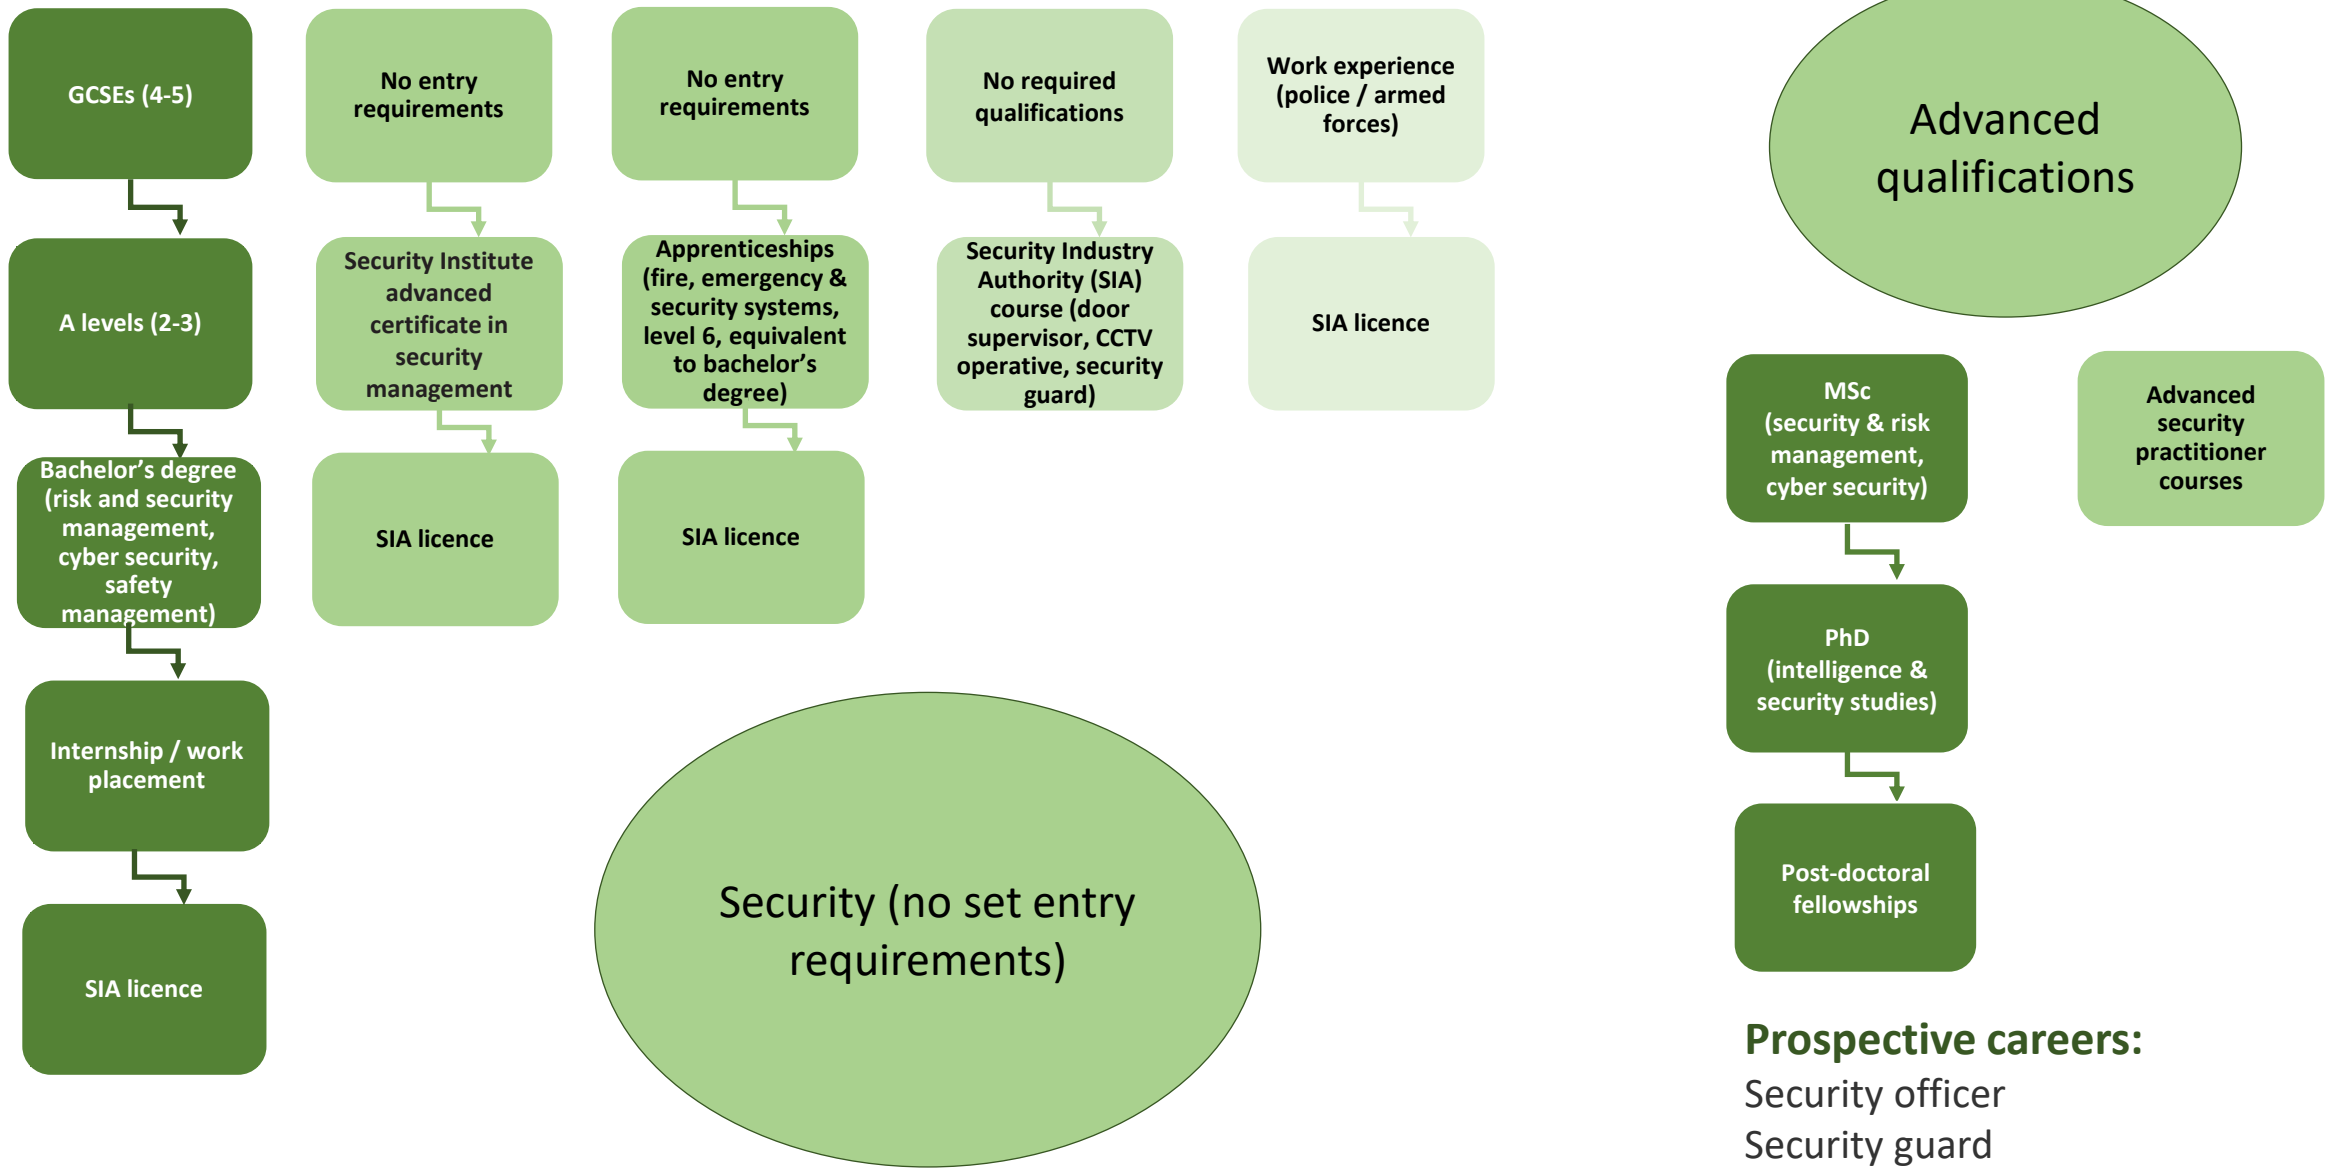 GCSEs (4-5)
A levels (2-3)
Bachelor’s degree
(risk and security
management,
cyber security,
safety
management)
Internship / work
placement
SIA licence
No entry
requirements
Security Institute
advanced
certificate in
security
management
SIA licence
No entry
requirements
Apprenticeships
(fire, emergency &
security systems,
level 6, equivalent
to bachelor’s
degree)
SIA licence
No required
qualifications
Security Industry
Authority (SIA)
course (door
supervisor, CCTV
operative, security
guard)
Work experience
(police / armed
forces)
SIA licence
Security (no set entry
requirements)
Advanced
qualifications
MSc
(security & risk
management,
cyber security)
PhD
(intelligence &
security studies)
Post-doctoral
fellowships
Advanced
security
practitioner
courses
Prospective careers:
Security officer
Security guard